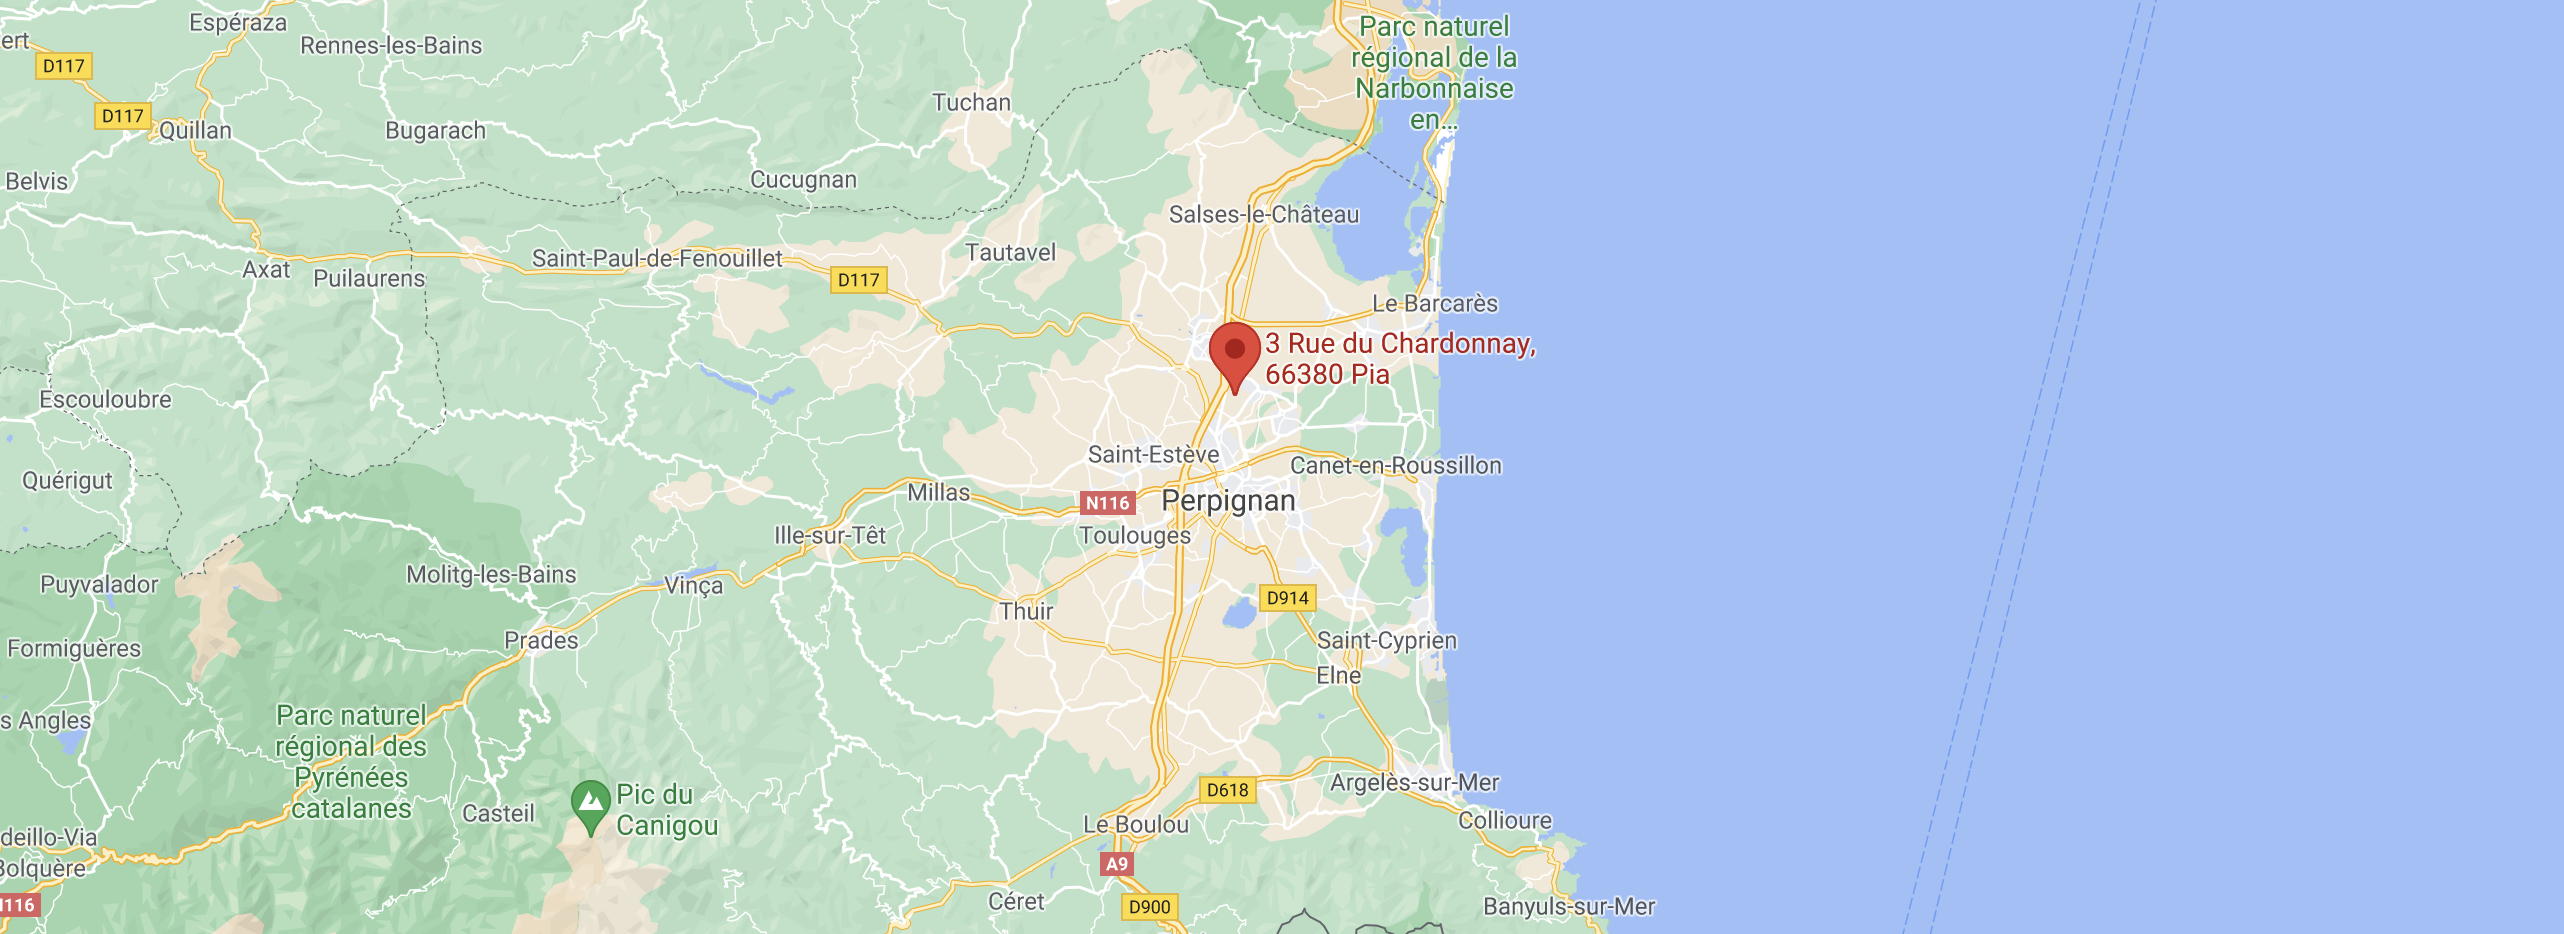 Espéraza
Parc naturel
régional de la
Narbonnaise
en...
ert
Rennes-les-Bains
D117
Tuchan
D117
Quillan
Bugarach
Belvis
Cucugnan
Salses-le-Château
Saint-Paul-de-Fenouillet
Tautavel
Axat
Puilaurens
D117
Le Barcarès
3 Rue du Chardonnay,
66380 Pia
Escouloubre
Saint-Estève
Canet-en-Roussillon
Quérigut
Millas
N116
Perpignan
Ille-sur-Têt
Toulouges
Molitg-les-Bains
Puyvalador
Vinça
D914
Thuir
Prades
Saint-Cyprien
Formiguères
Elne
s Angles
Parc naturel
régional des
Pyrénées
catalanes
Argelès-sur-Mer
D618
Pic du
Canigou
Casteil
Collioure
Le Boulou
deillo-Via
Bolquère
A9
Céret
116
D900
Banyuls-sur-Mer